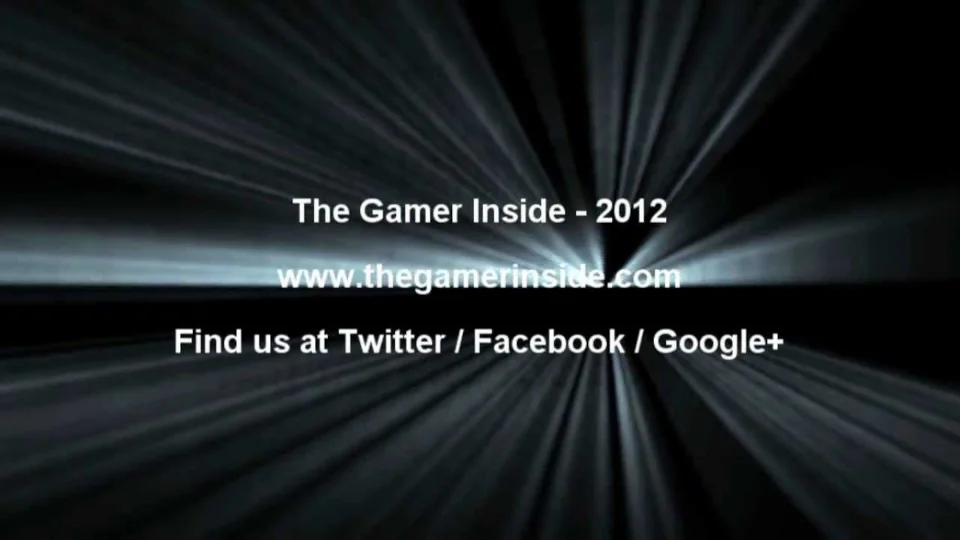 The Gamer Inside - 2012
www.thegamerinside.com
Find us at Twitter / Facebook / Google+